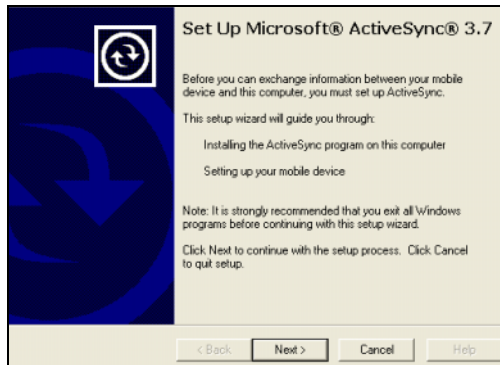 Set Up Microsoft® ActiveSync® 3.7
Before you can exchange information between your mobile
device and this computer, you must set up ActiveSync.
This setup wizard will guide you through:
Installing the ActiveSync program on this computer
Setting up your mobile device
Note: It is strongly recommended that you exit all Windows
programs before continuing with this setup wizard.
Click Next to continue with the setup process. Click Cancel
to quit setup.
< Back Next > Cancel Help